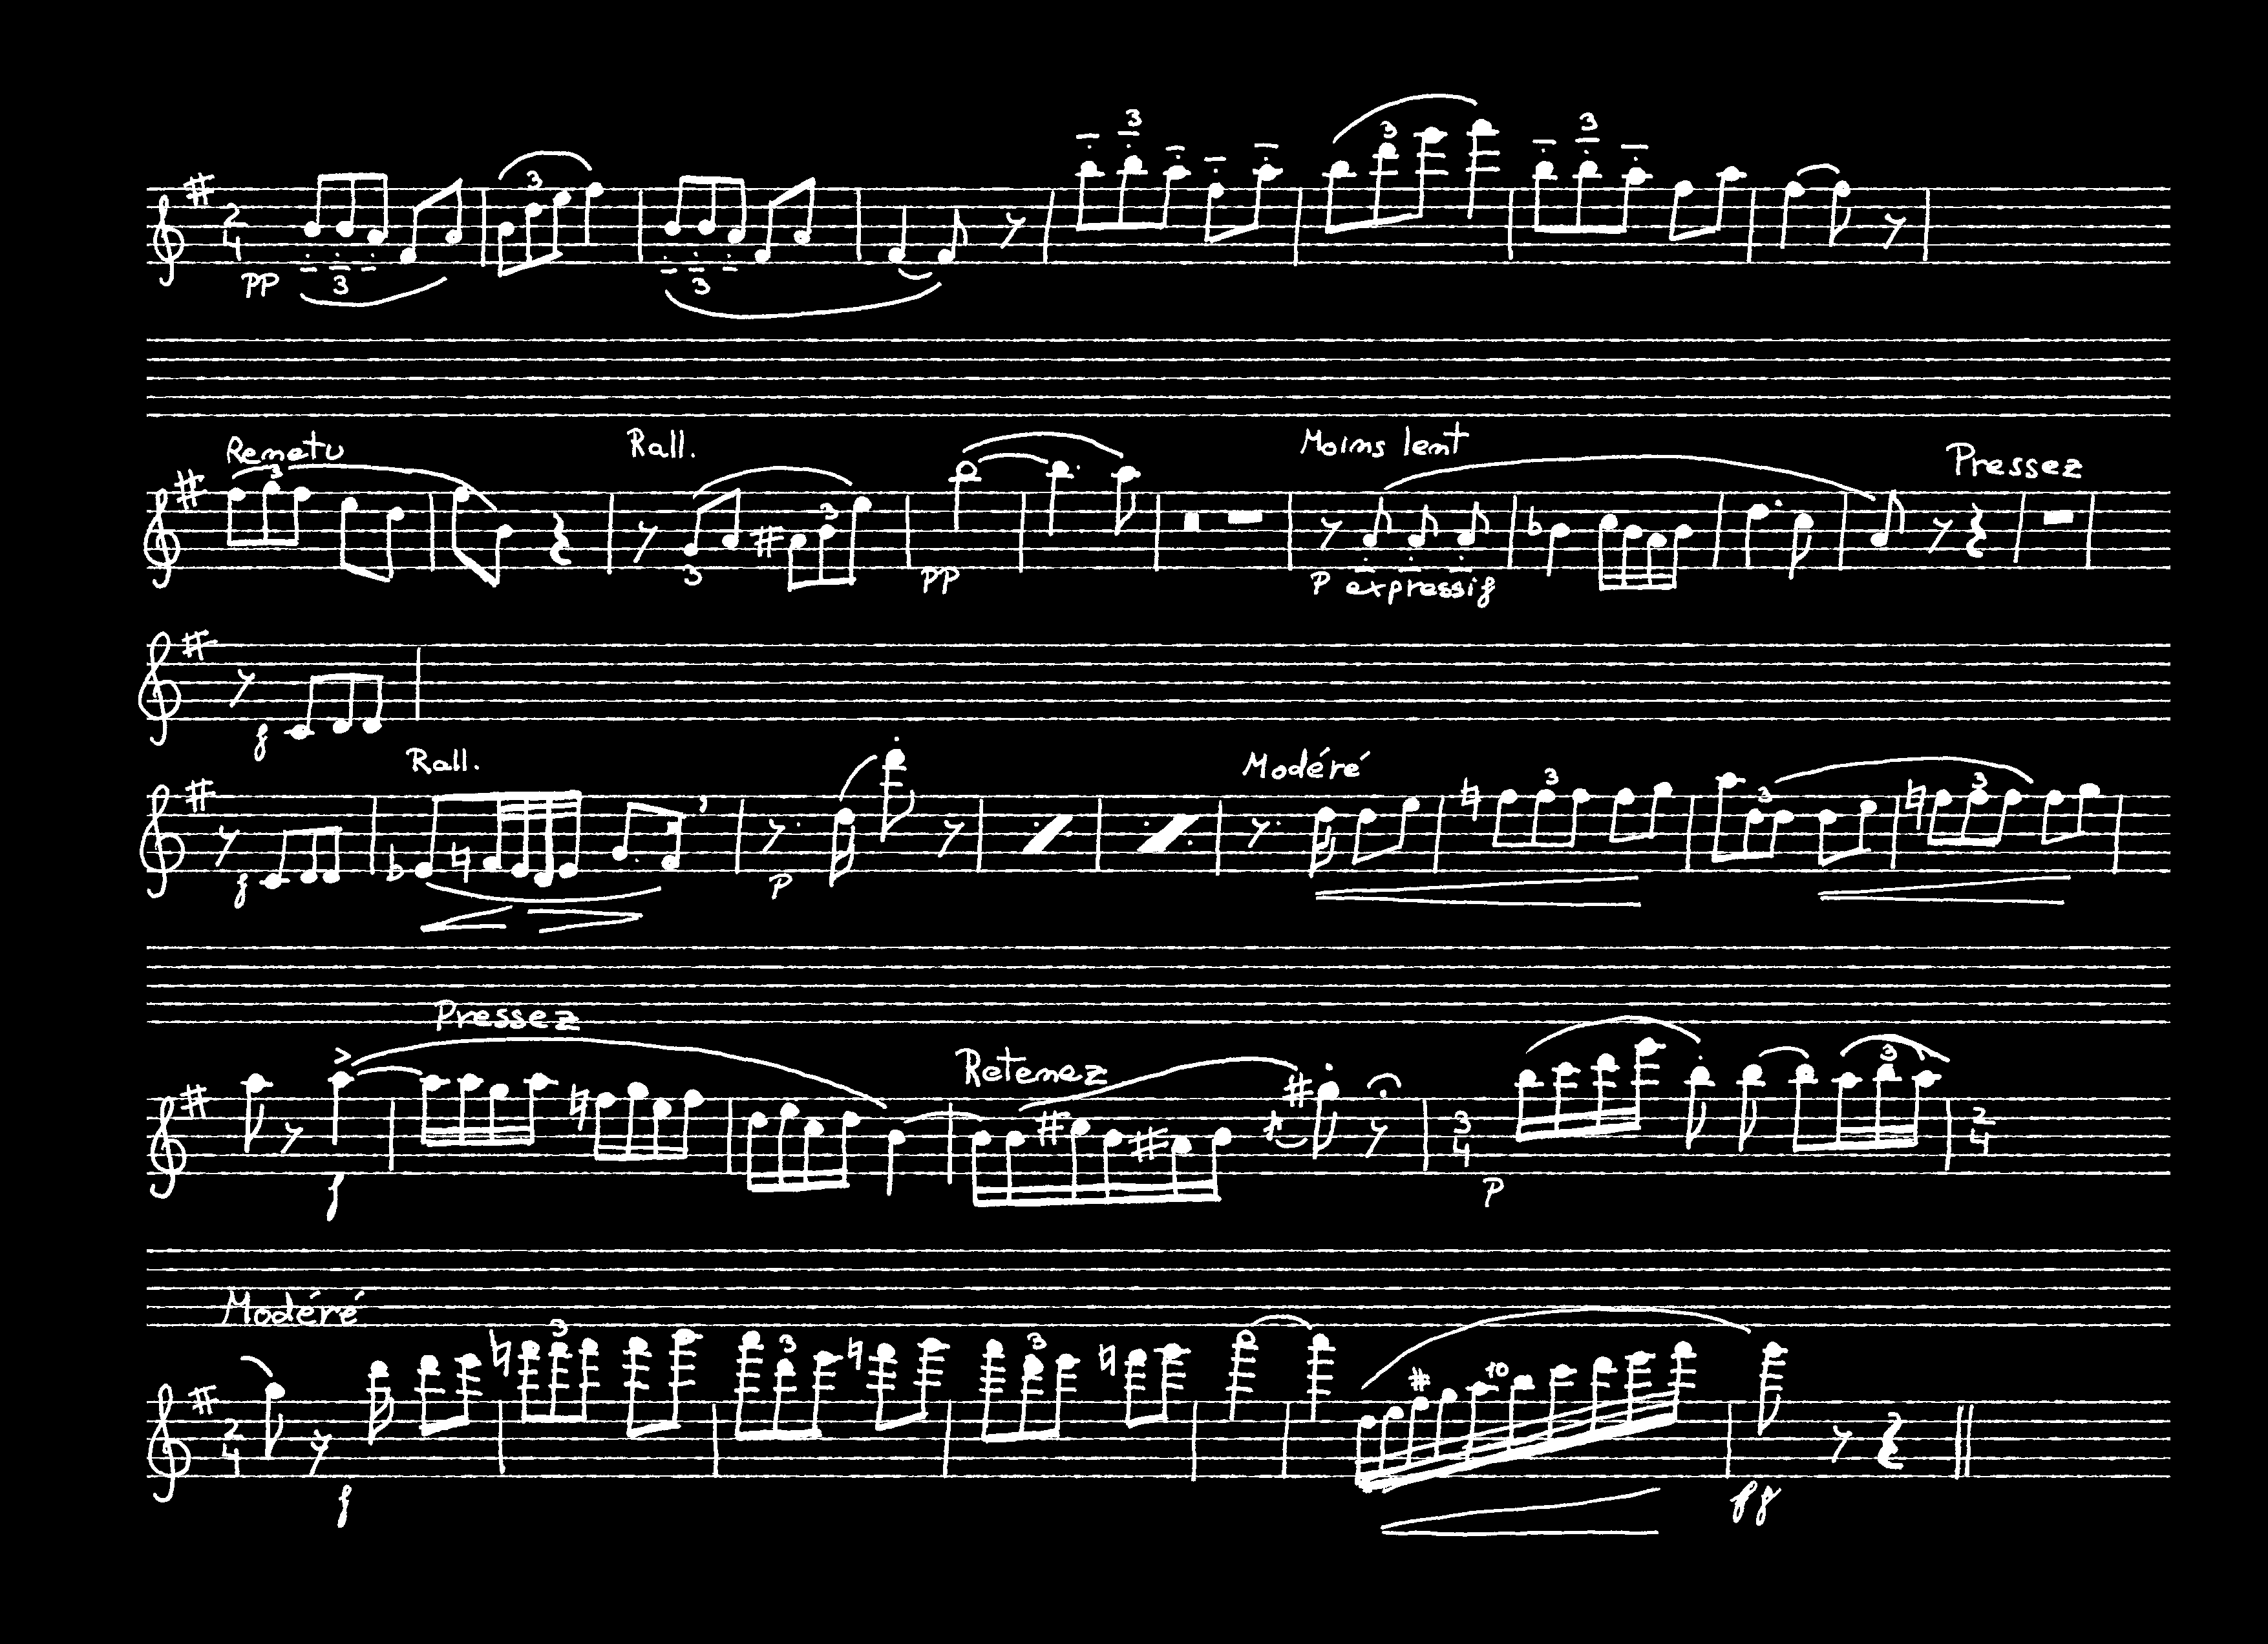 3 3 3 3 3
2 4
pp 3 3
Remetu Rall. Moins lent Pressez
3 3
3 pp p expressif
f
Rall. Modéré
3 3 3
f p
Pressez
Retenez
3
3 4 2 4
f p
Modéré
3 3 3 10
2 4
f ff